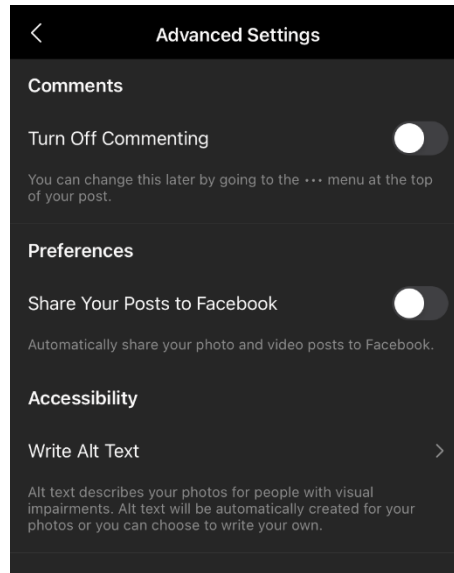 Advanced Settings
Comments
Turn Off Commenting
You can change this later by going to the ••• menu at the top
of your post.
Preferences
Share Your Posts to Facebook
Automatically share your photo and video posts to Facebook.
Accessibility
Write Alt Text
Alt text describes your photos for people with visual
impairments. Alt text will be automatically created for your
photos or you can choose to write your own.